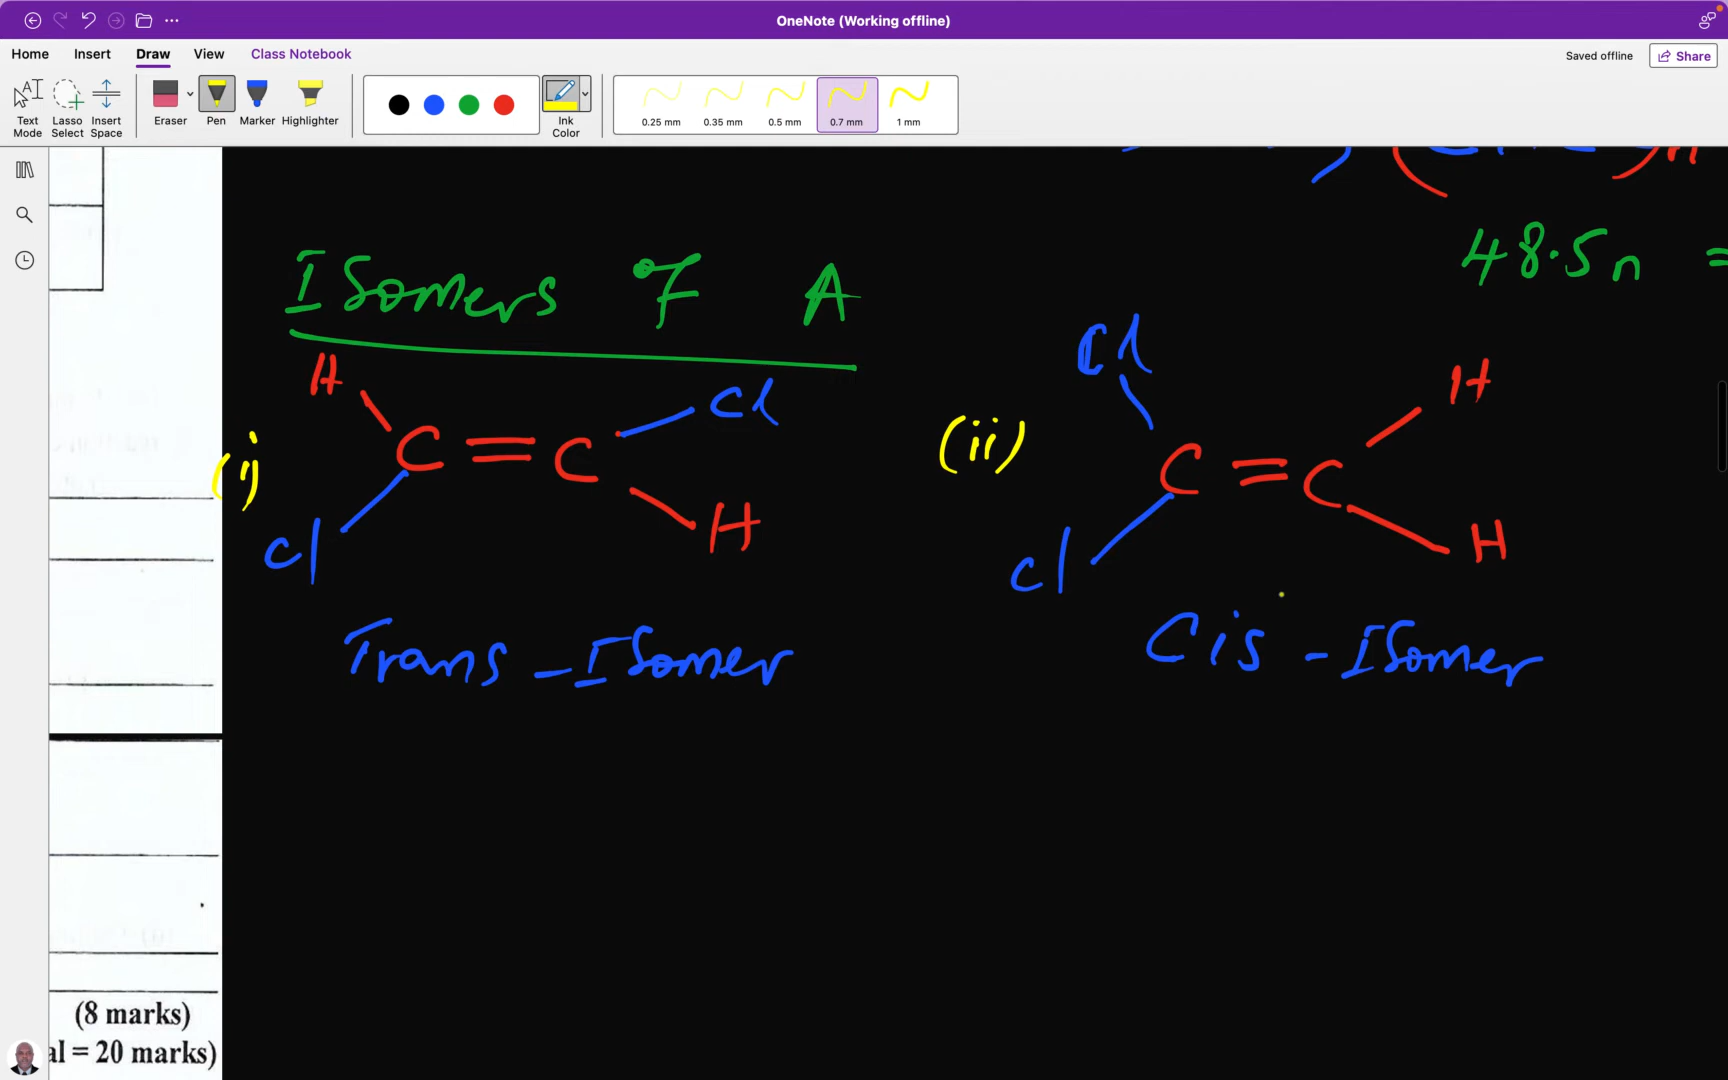 OneNote (Working offline)
Home Insert Draw View Class Notebook
Saved offline Share
Text Mode
Lasso Select
Insert Space
Eraser
Pen
Marker
Highlighter
Ink Color
0.25 mm
0.35 mm
0.5 mm
0.7 mm
1 mm
48.5n =
Isomers of A
(i)
H Cl
C = C
Cl H
Trans - Isomer
(ii)
Cl H
C = C
Cl H
Cis - Isomer
(8 marks)
al = 20 marks)